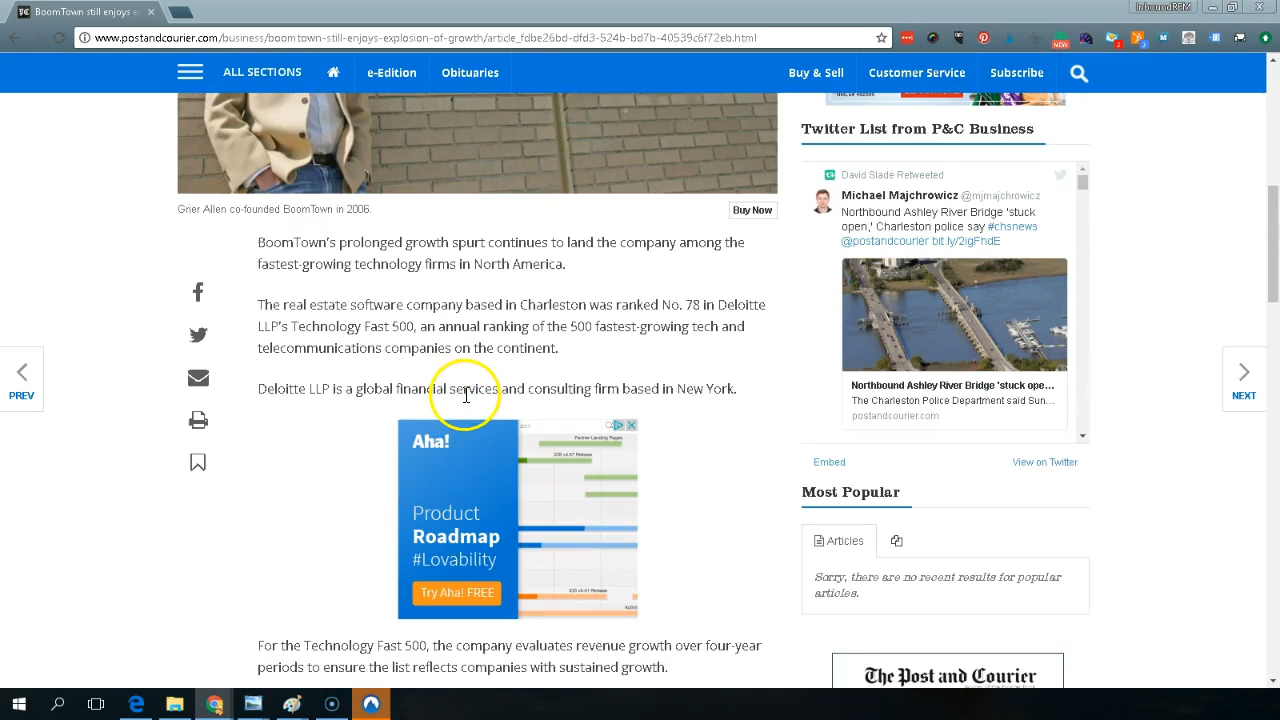 BoomTown still enjoys e
InboundREM
www.postandcourier.com/business/boomtown-still-enjoys-explosion-of-growth/article_fdbe26bd-dfd3-524b-bd7b-40539c6f72eb.html
ALL SECTIONS
e-Edition
Obituaries
Buy & Sell
Customer Service
Subscribe
Grier Allen co-founded BoomTown in 2006.
Buy Now
BoomTown's prolonged growth spurt continues to land the company among the
fastest-growing technology firms in North America.
The real estate software company based in Charleston was ranked No. 78 in Deloitte
LLP's Technology Fast 500, an annual ranking of the 500 fastest-growing tech and
telecommunications companies on the continent.
Deloitte LLP is a global financial services and consulting firm based in New York.
Aha!
Product
Roadmap
#Lovability
Try Aha! FREE
Partner Landing Pages
For the Technology Fast 500, the company evaluates revenue growth over four-year
periods to ensure the list reflects companies with sustained growth.
PREV
NEXT
Twitter List from P&C Business
David Slade Retweeted
Michael Majchrowicz @mjmajchrowicz
Northbound Ashley River Bridge 'stuck
open,' Charleston police say #chsnews
@postandcourier bit.ly/2igFhdE
Northbound Ashley River Bridge 'stuck ope...
The Charleston Police Department said Sun...
postandcourier.com
Embed
View on Twitter
Most Popular
Articles
Sorry, there are no recent results for popular
articles.
The Post and Courier